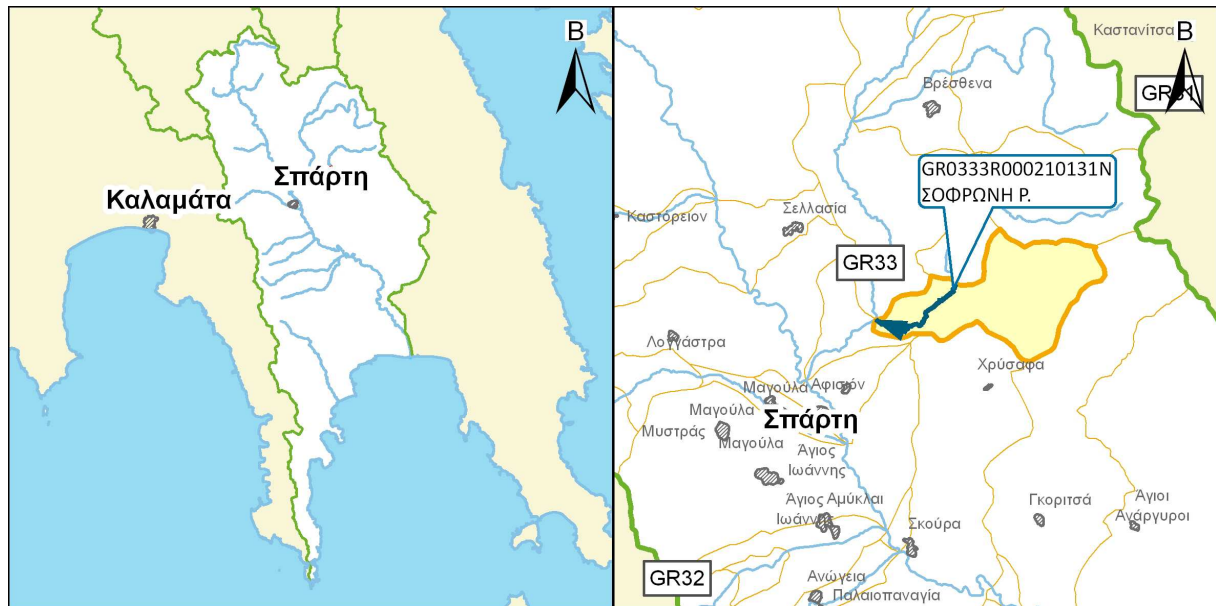 Β
Σπάρτη
Καλαμάτα
Καστανίτσα
Β
Βρέσθενα
GR0333R000210131N
ΣΟΦΡΩΝΗ Ρ.
Καστόρειον
Σελλασία
GR33
Λογγάστρα
Χρύσαφα
Μαγούλα
Αφισιόν
Μαγούλα
Σπάρτη
Μυστράς
Μαγούλα
Άγιος
Ιωάννης
Άγιος
Ιωάννης
Αμύκλαι
Σκούρα
Γκοριτσά
Άγιοι
Ανάργυροι
GR32
Ανώγεια
Παλαιοπαναγία